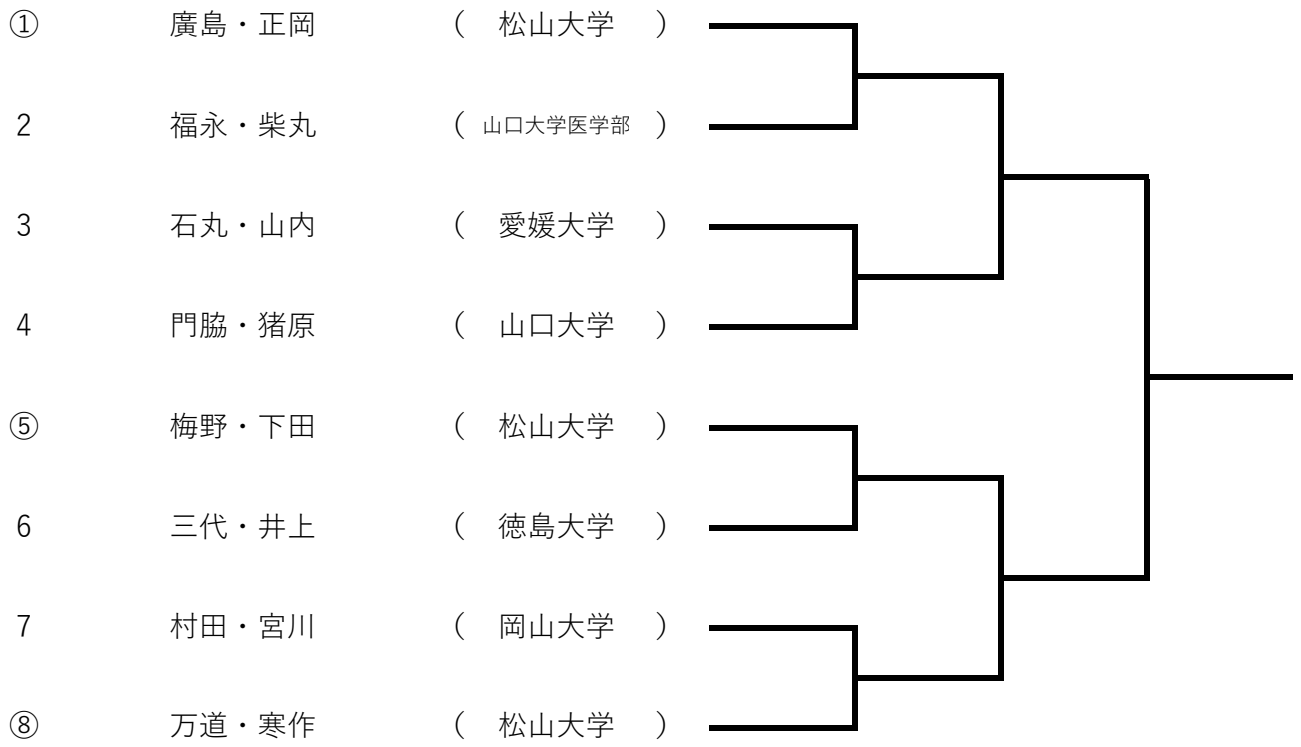 ① 廣島・正岡 ( 松山大学 )
2 福永・柴丸 ( 山口大学医学部 )
3 石丸・山内 ( 愛媛大学 )
4 門脇・猪原 ( 山口大学 )
⑤ 梅野・下田 ( 松山大学 )
6 三代・井上 ( 徳島大学 )
7 村田・宮川 ( 岡山大学 )
⑧ 万道・寒作 ( 松山大学 )